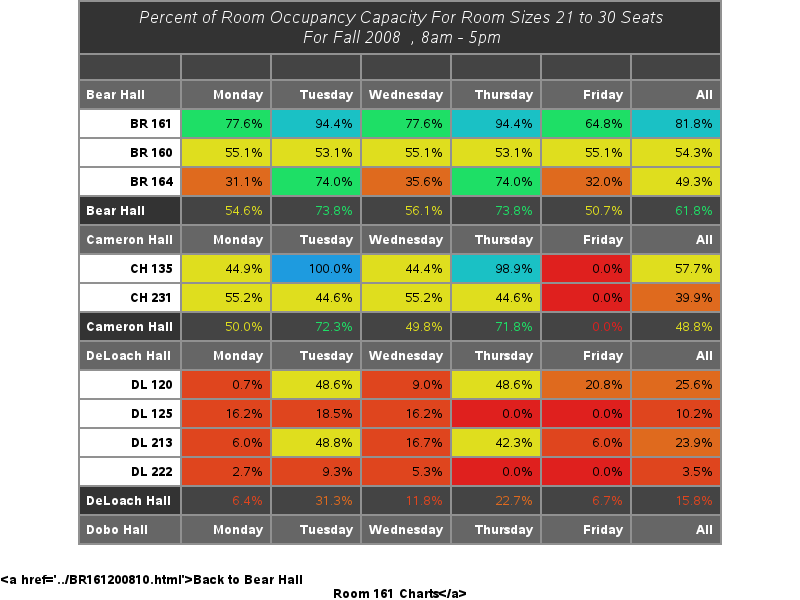 Percent of Room Occupancy Capacity For Room Sizes 21 to 30 Seats
For Fall 2008 , 8am - 5pm
Bear Hall Monday Tuesday Wednesday Thursday Friday All
BR 161 77.6% 94.4% 77.6% 94.4% 64.8% 81.8%
BR 160 55.1% 53.1% 55.1% 53.1% 55.1% 54.3%
BR 164 31.1% 74.0% 35.6% 74.0% 32.0% 49.3%
Bear Hall 54.6% 73.8% 56.1% 73.8% 50.7% 61.8%
Cameron Hall Monday Tuesday Wednesday Thursday Friday All
CH 135 44.9% 100.0% 44.4% 98.9% 0.0% 57.7%
CH 231 55.2% 44.6% 55.2% 44.6% 0.0% 39.9%
Cameron Hall 50.0% 72.3% 49.8% 71.8% 0.0% 48.8%
DeLoach Hall Monday Tuesday Wednesday Thursday Friday All
DL 120 0.7% 48.6% 9.0% 48.6% 20.8% 25.6%
DL 125 16.2% 18.5% 16.2% 0.0% 0.0% 10.2%
DL 213 6.0% 48.8% 16.7% 42.3% 6.0% 23.9%
DL 222 2.7% 9.3% 5.3% 0.0% 0.0% 3.5%
DeLoach Hall 6.4% 31.3% 11.8% 22.7% 6.7% 15.8%
Dobo Hall Monday Tuesday Wednesday Thursday Friday All
<a href='../BR161200810.html'>Back to Bear Hall
Room 161 Charts</a>